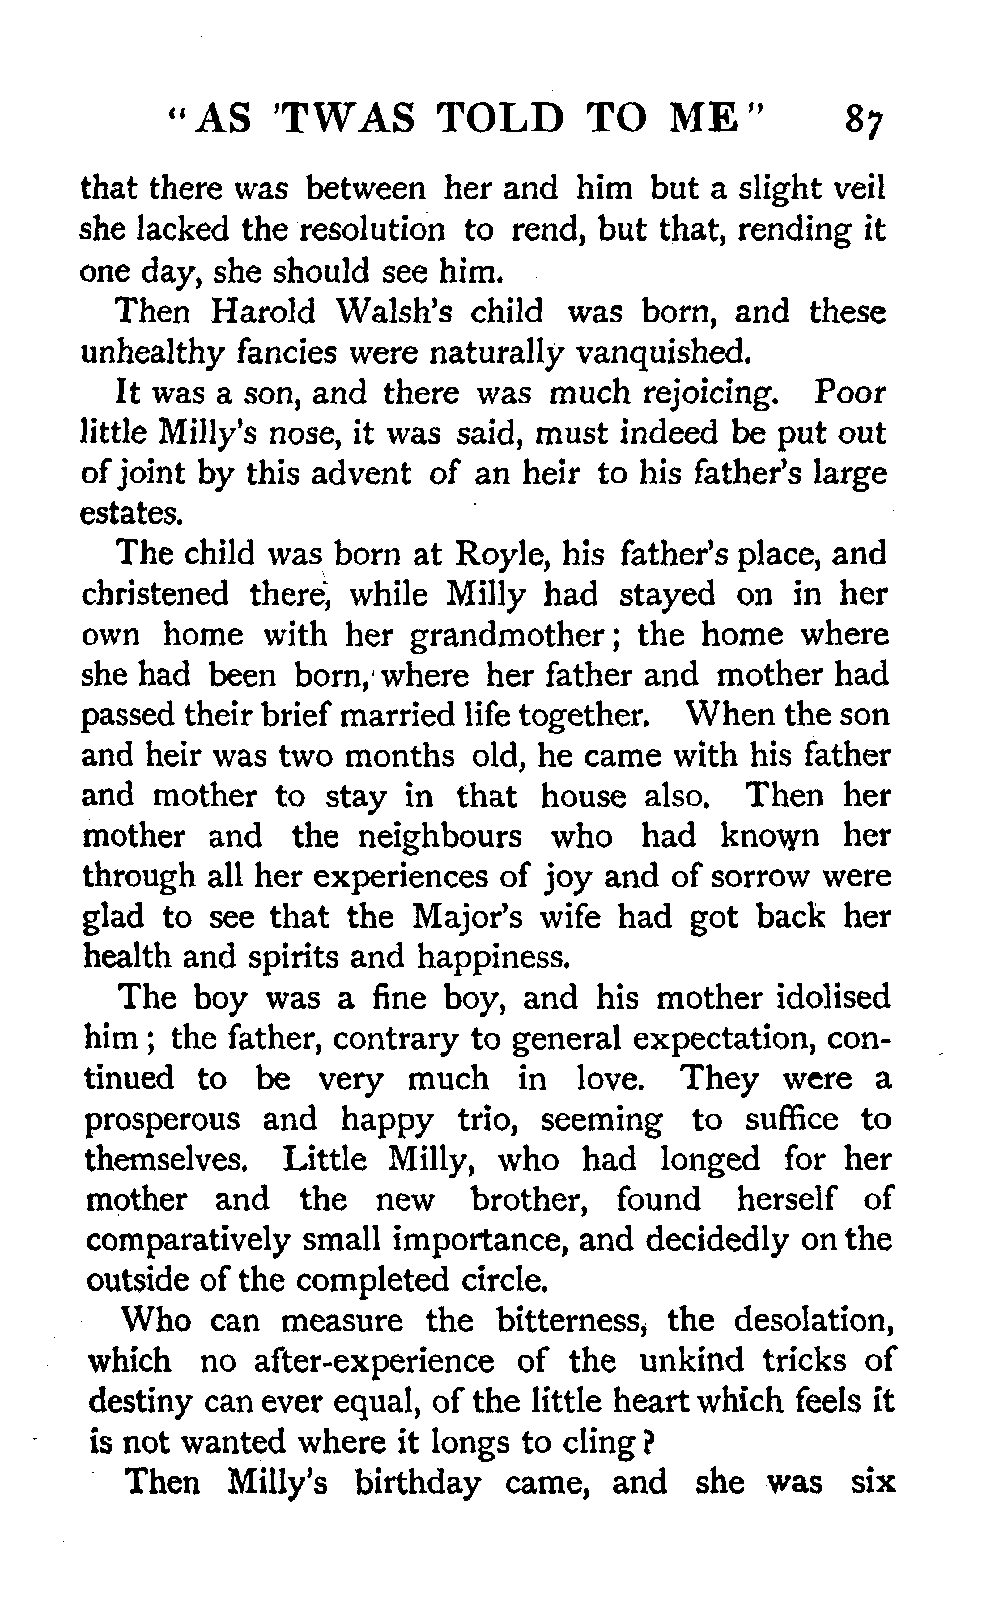 "AS 'TWAS TOLD TO ME" 87
that there was between her and him but a slight veil
she lacked the resolution to rend, but that, rending it
one day, she should see him.
Then Harold Walsh's child was born, and these
unhealthy fancies were naturally vanquished.
It was a son, and there was much rejoicing. Poor
little Milly's nose, it was said, must indeed be put out
of joint by this advent of an heir to his father's large
estates.
The child was born at Royle, his father's place, and
christened there, while Milly had stayed on in her
own home with her grandmother; the home where
she had been born, where her father and mother had
passed their brief married life together. When the son
and heir was two months old, he came with his father
and mother to stay in that house also. Then her
mother and the neighbours who had known her
through all her experiences of joy and of sorrow were
glad to see that the Major's wife had got back her
health and spirits and happiness.
The boy was a fine boy, and his mother idolised
him; the father, contrary to general expectation, con-
tinued to be very much in love. They were a
prosperous and happy trio, seeming to suffice to
themselves. Little Milly, who had longed for her
mother and the new brother, found herself of
comparatively small importance, and decidedly on the
outside of the completed circle.
Who can measure the bitterness, the desolation,
which no after-experience of the unkind tricks of
destiny can ever equal, of the little heart which feels it
is not wanted where it longs to cling?
Then Milly's birthday came, and she was six